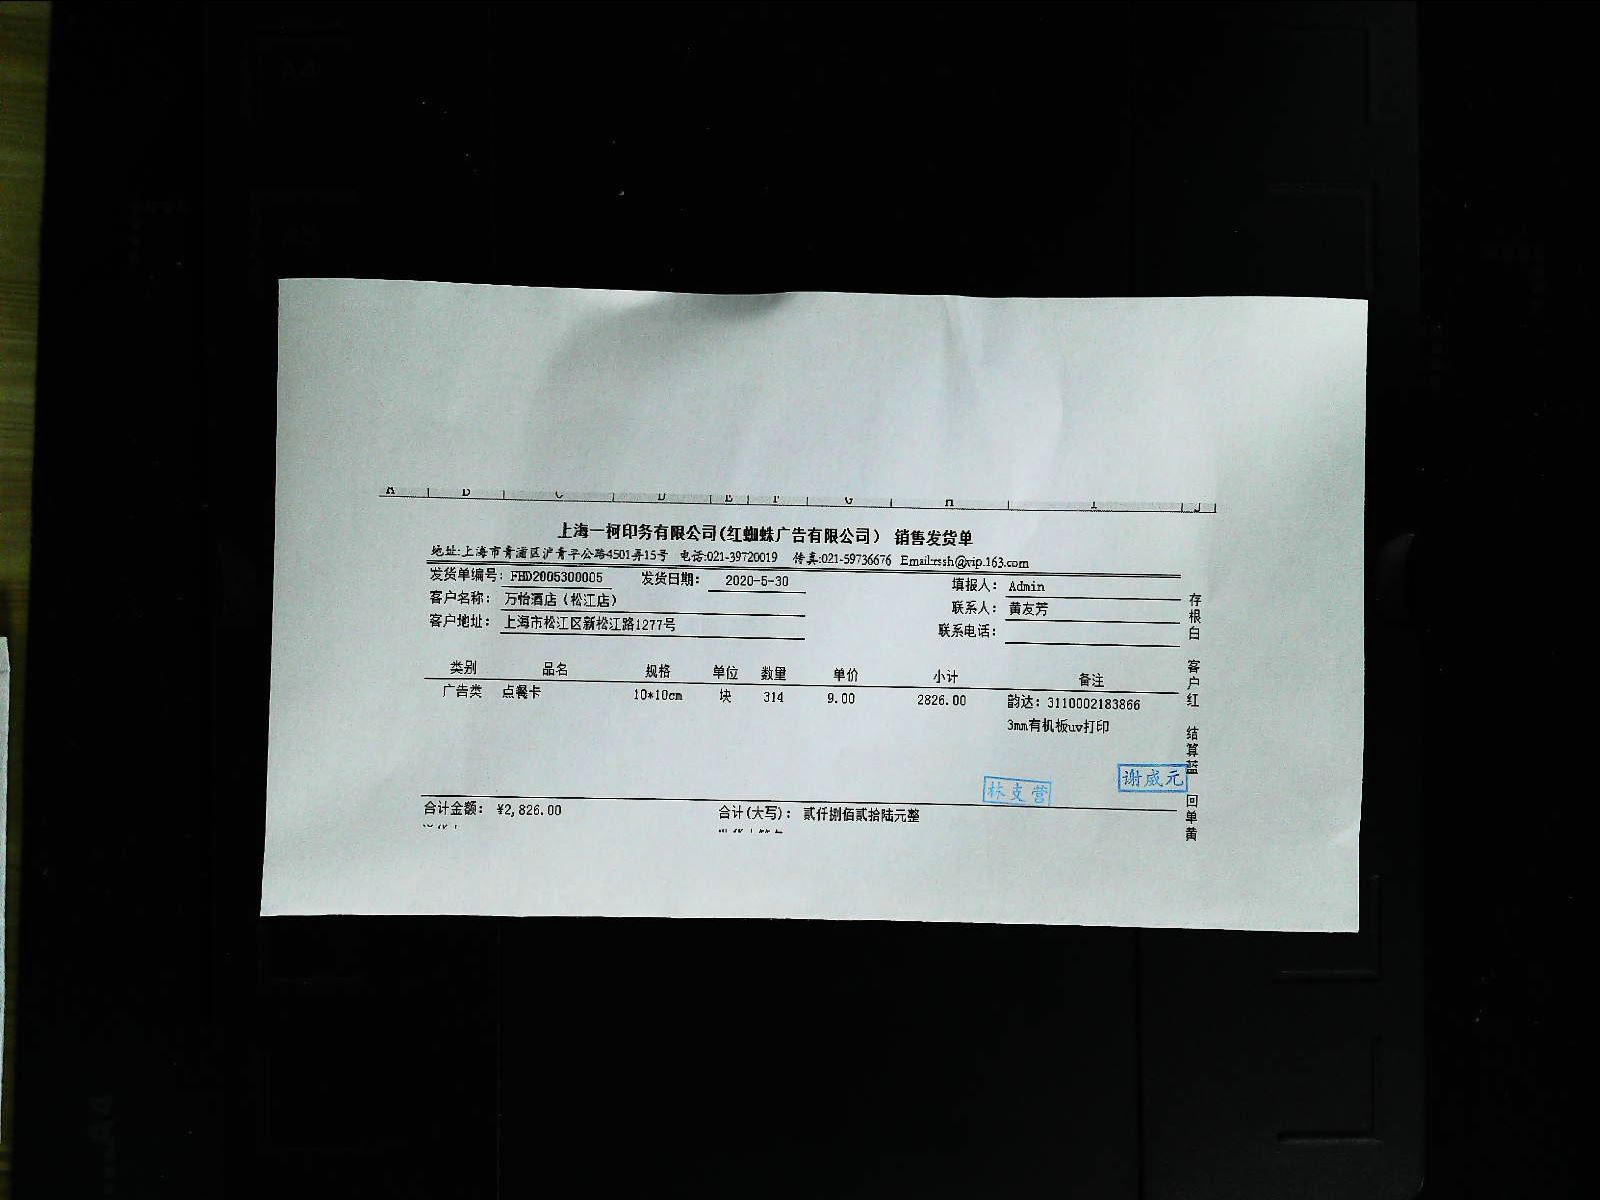 A B C D E F G H I J
上海一柯印务有限公司(红蜘蛛广告有限公司) 销售发货单
地址:上海市青浦区沪青平公路4501弄15号 电话:021-39720019 传真:021-59736676 Email:rssh@vip.163.com
发货单编号: FHD2005300005 发货日期: 2020-5-30 填报人: Admin
客户名称: 万怡酒店(松江店) 联系人: 黄友芳
客户地址: 上海市松江区新松江路1277号 联系电话:
类别 品名 规格 单位 数量 单价 小计 备注
广告类 点餐卡 10*10cm 块 314 9.00 2826.00 韵达: 3110002183866
3mm有机板uv打印
林支营 谢威元
合计金额: ¥2,826.00 合计(大写): 贰仟捌佰贰拾陆元整
存根白 客户红 结算蓝 回单黄